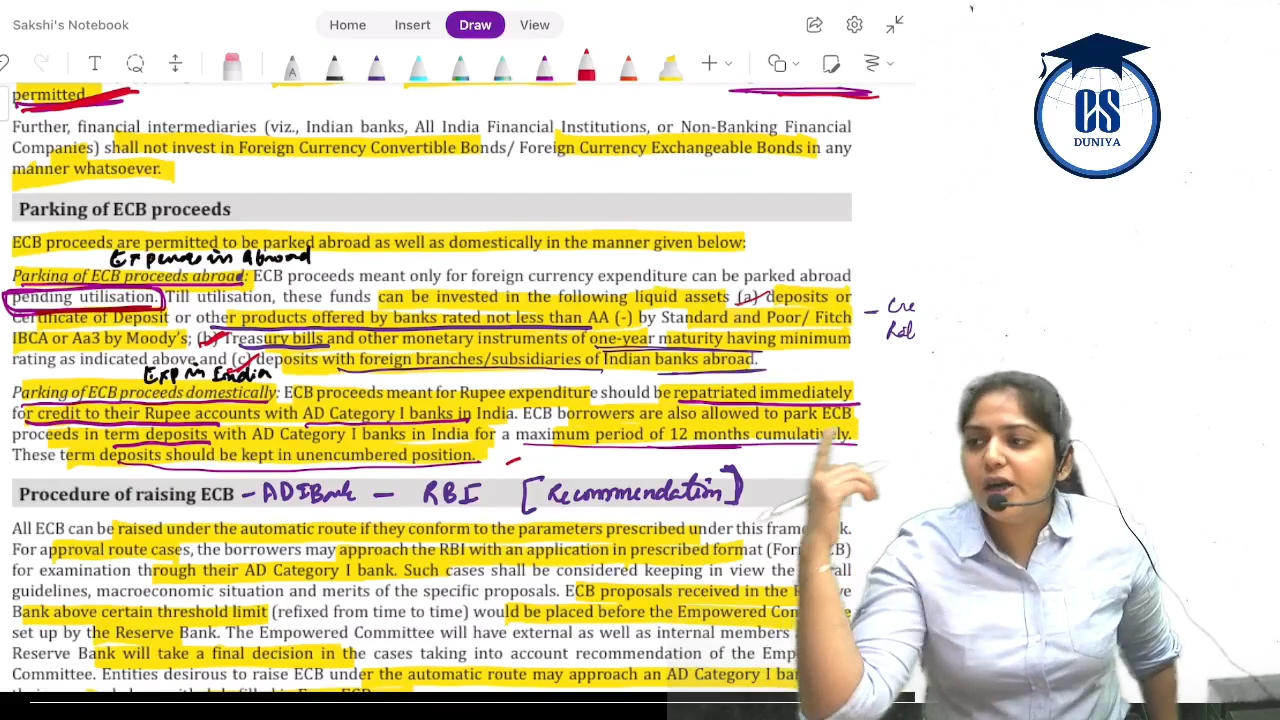 Sakshi's Notebook
Home Insert Draw View
permitted
Further, financial intermediaries (viz., Indian banks, All India Financial Institutions, or Non-Banking Financial
Companies) shall not invest in Foreign Currency Convertible Bonds/ Foreign Currency Exchangeable Bonds in any
manner whatsoever.
Parking of ECB proceeds
ECB proceeds are permitted to be parked abroad as well as domestically in the manner given below:
in Abroad
Parking of ECB proceeds abroad: ECB proceeds meant only for foreign currency expenditure can be parked abroad
pending utilisation. Till utilisation, these funds can be invested in the following liquid assets (a) deposits or
Certificate of Deposit or other products offered by banks rated not less than AA (-) by Standard and Poor/ Fitch
IBCA or Aa3 by Moody's; (b) Treasury bills and other monetary instruments of one-year maturity having minimum
rating as indicated above and (c) deposits with foreign branches/subsidiaries of Indian banks abroad.
Exp in India
Parking of ECB proceeds domestically: ECB proceeds meant for Rupee expenditure should be repatriated immediately
for credit to their Rupee accounts with AD Category I banks in India. ECB borrowers are also allowed to park ECB
proceeds in term deposits with AD Category I banks in India for a maximum period of 12 months cumulatively.
These term deposits should be kept in unencumbered position.
Procedure of raising ECB - ADIBank - RBI [Recommendation]
All ECB can be raised under the automatic route if they conform to the parameters prescribed under this
For approval route cases, the borrowers may approach the RBI with an application in prescribed format
for examination through their AD Category I bank. Such cases shall be considered keeping in view the
guidelines, macroeconomic situation and merits of the specific proposals. ECB proposals received in the
Bank above certain threshold limit (refixed from time to time) would be placed before the Empowered
set up by the Reserve Bank. The Empowered Committee will have external as well as internal members
Reserve Bank will take a final decision in the cases taking into account recommendation of the
Committee. Entities desirous to raise ECB under the automatic route may approach an AD Category I
CS
DUNIYA